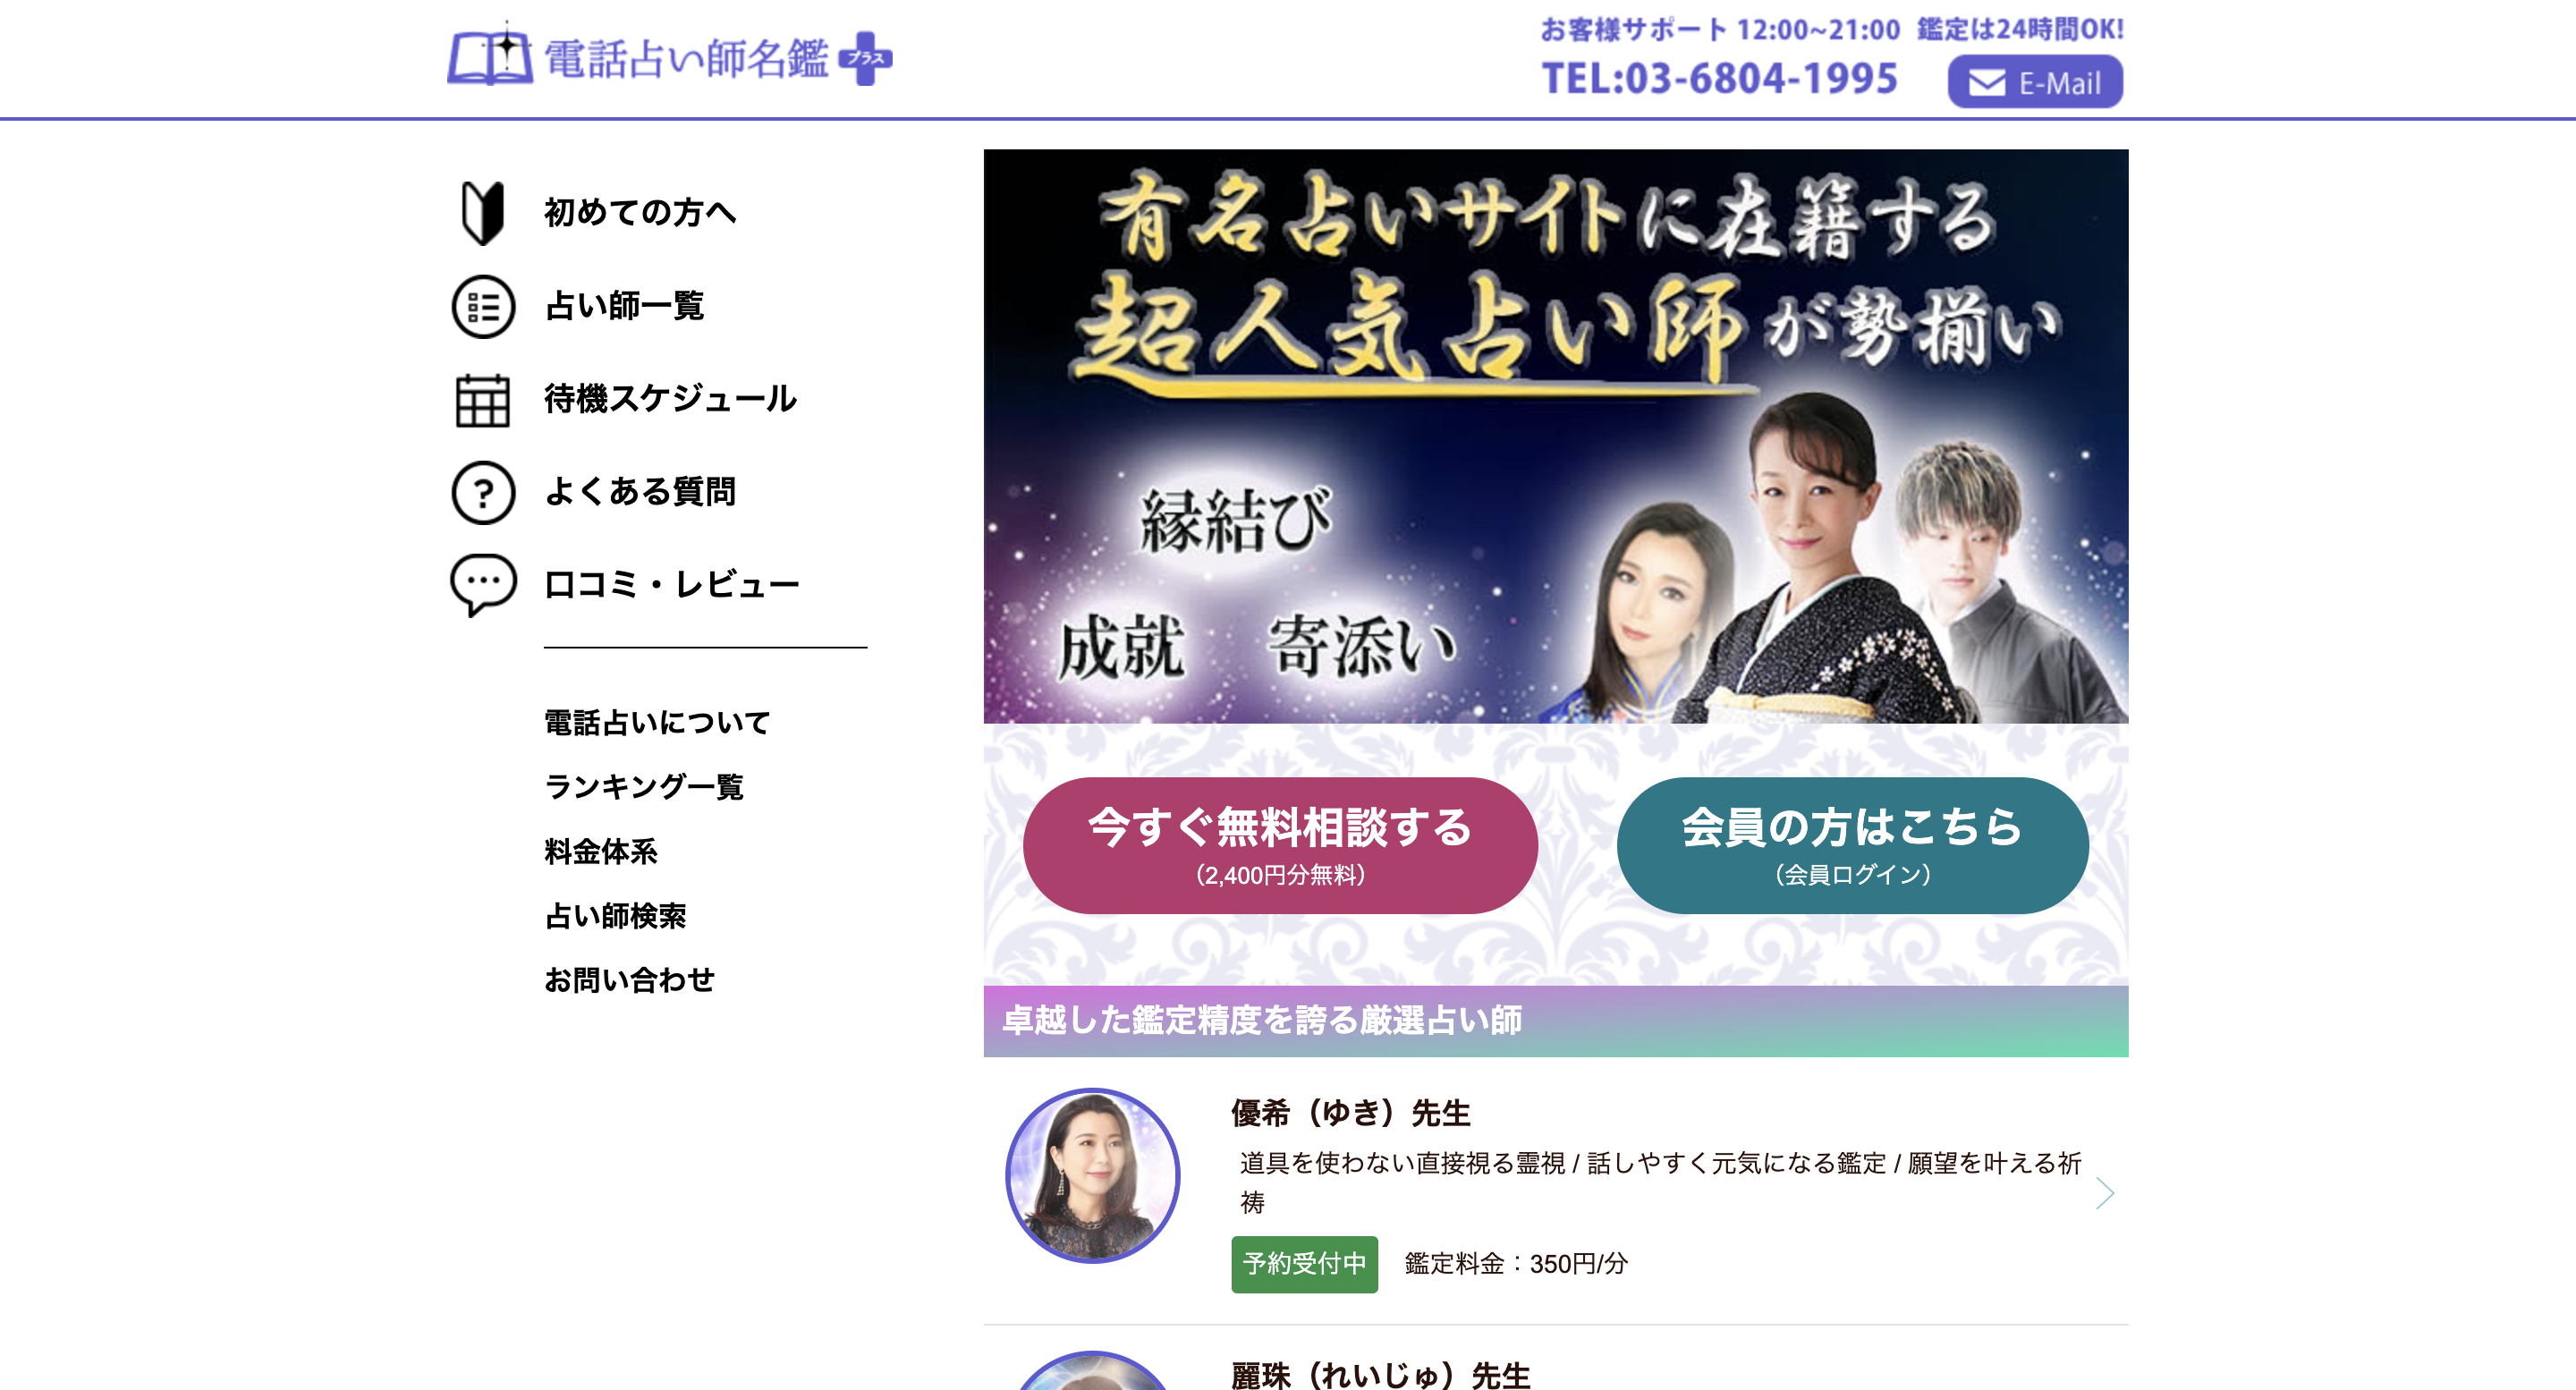 電話占い師名鑑 プラス
お客様サポート 12:00~21:00 鑑定は24時間OK!
TEL:03-6804-1995
E-Mail
初めての方へ
占い師一覧
待機スケジュール
よくある質問
口コミ・レビュー
電話占いについて
ランキング一覧
料金体系
占い師検索
お問い合わせ
有名占いサイトに在籍する
超人気占い師が勢揃い
縁結び
成就 寄添い
今すぐ無料相談する
（2,400円分無料）
会員の方はこちら
（会員ログイン）
卓越した鑑定精度を誇る厳選占い師
優希（ゆき）先生
道具を使わない直接視る霊視 / 話しやすく元気になる鑑定 / 願望を叶える祈
祷
予約受付中 鑑定料金：350円/分
麗珠（れいじゅ）先生